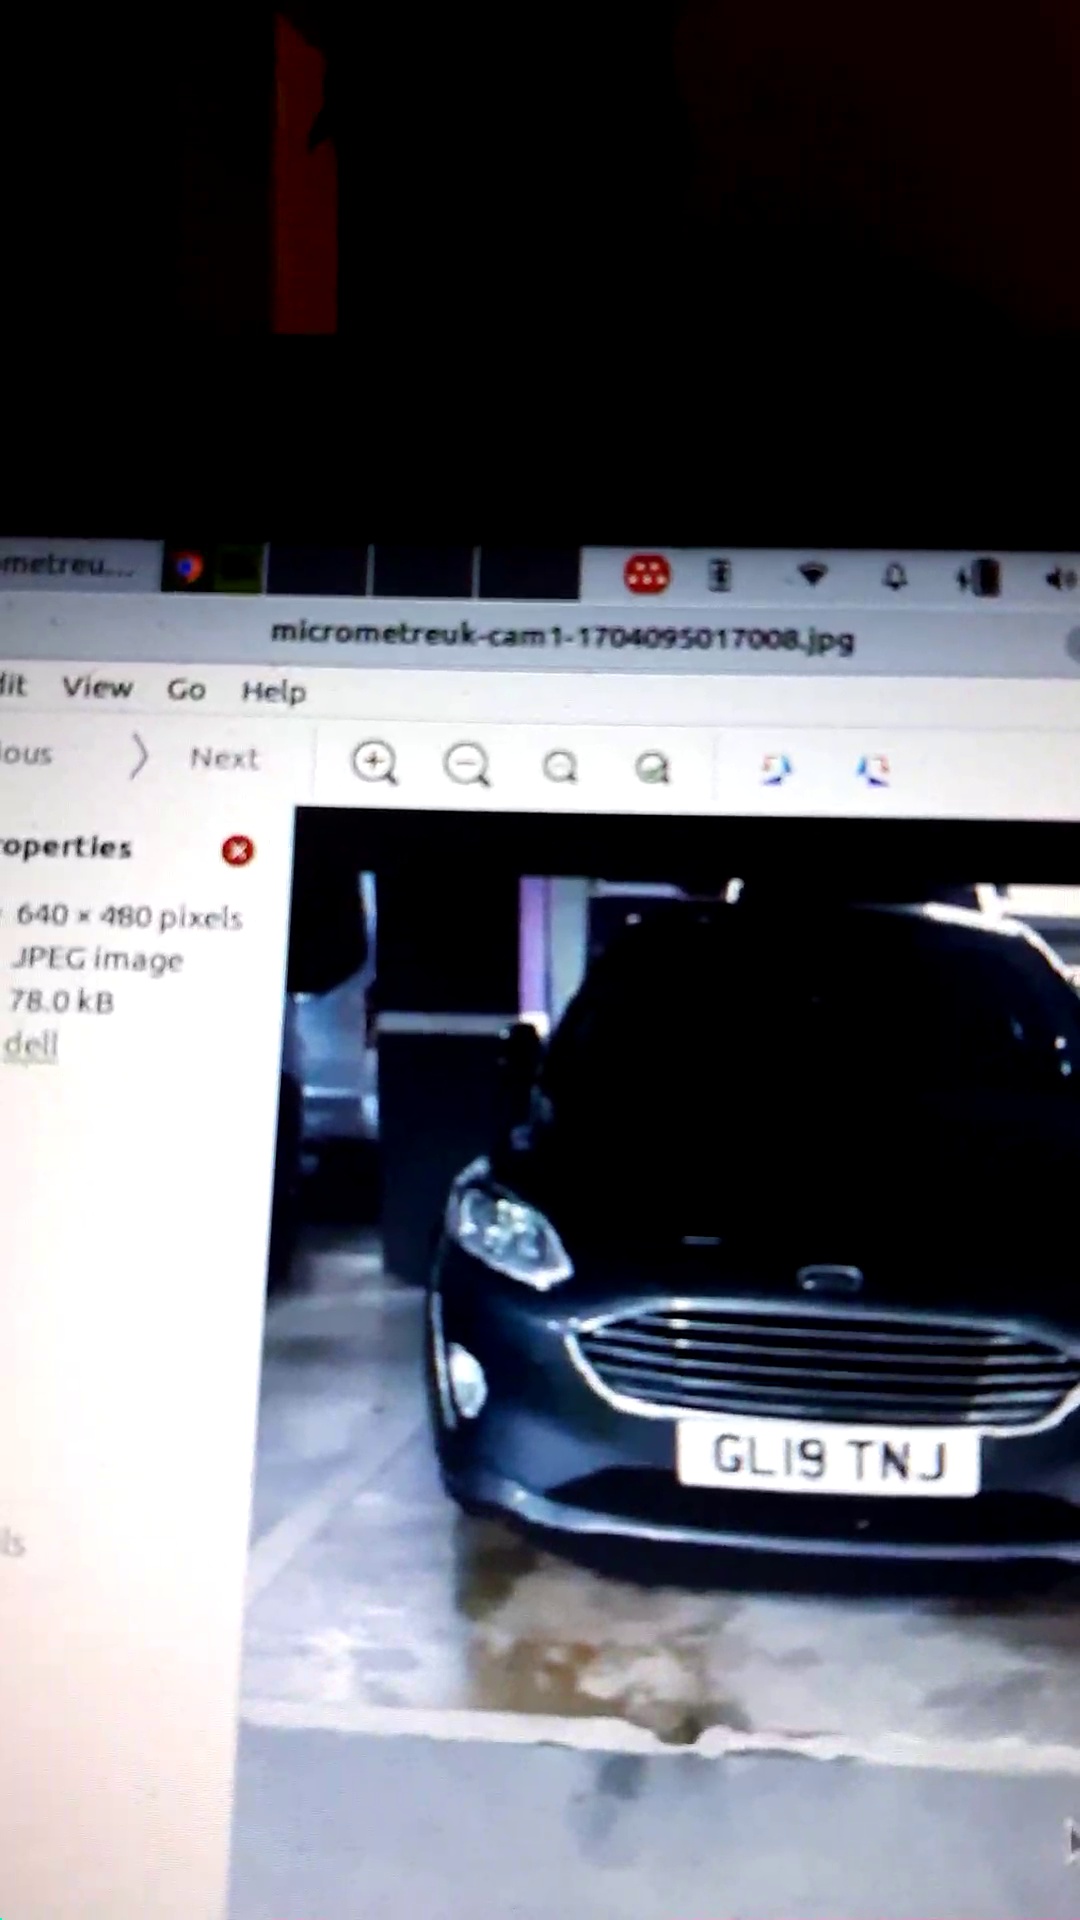 metreu....
micrometreuk-cam1-1704095017008.jpg
dit View Go Help
ious Next
roperties
640 × 480 pixels
JPEG image
78.0 kB
dell
ls
GL19 TNJ